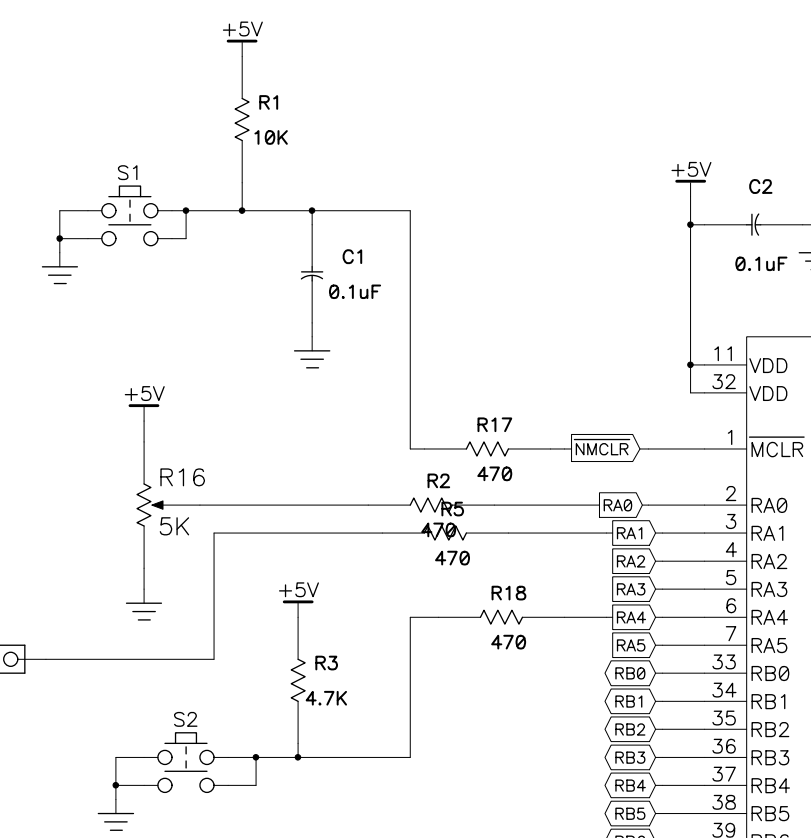 +5V
R1
10K
S1
+5V
C2
C1
0.1uF
0.1uF
11 VDD
32 VDD
+5V
R17
470
NMCLR
1 MCLR
R16
5K
R2
470
RA0
2 RA0
R5
470
RA1
3 RA1
RA2
4 RA2
RA3
5 RA3
+5V
R18
470
RA4
6 RA4
RA5
7 RA5
R3
4.7K
RB0
33 RB0
RB1
34 RB1
S2
RB2
35 RB2
RB3
36 RB3
RB4
37 RB4
RB5
38 RB5
39